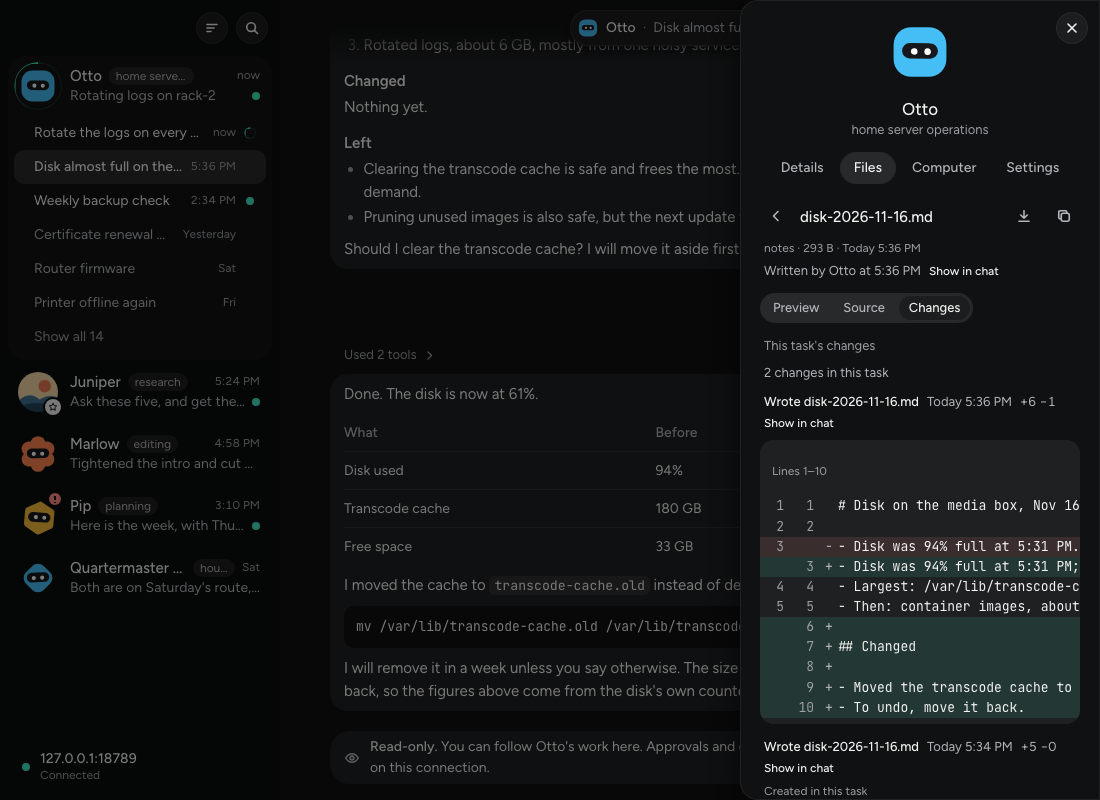 Otto home serve... now
Rotating logs on rack-2
Rotate the logs on every ... now
Disk almost full on the... 5:36 PM
Weekly backup check 2:34 PM
Certificate renewal ... Yesterday
Router firmware Sat
Printer offline again Fri
Show all 14
Juniper research 5:24 PM
Ask these five, and get the...
Marlow editing 4:58 PM
Tightened the intro and cut ...
Pip planning 3:10 PM
Here is the week, with Thu...
Quartermaster ... hou... Sat
Both are on Saturday's route,...
127.0.0.1:18789
Connected
Otto · Disk almost fu
3. Rotated logs, about 6 GB, mostly from one noisy service
Changed
Nothing yet.
Left
• Clearing the transcode cache is safe and frees the most.
demand.
• Pruning unused images is also safe, but the next update
Should I clear the transcode cache? I will move it aside first
Used 2 tools
Done. The disk is now at 61%.
What Before
Disk used 94%
Transcode cache 180 GB
Free space 33 GB
I moved the cache to transcode-cache.old instead of de
mv /var/lib/transcode-cache.old /var/lib/transcod
I will remove it in a week unless you say otherwise. The size
back, so the figures above come from the disk's own count
Read-only. You can follow Otto's work here. Approvals and
on this connection.
Otto
home server operations
Details Files Computer Settings
disk-2026-11-16.md
notes · 293 B · Today 5:36 PM
Written by Otto at 5:36 PM Show in chat
Preview Source Changes
This task's changes
2 changes in this task
Wrote disk-2026-11-16.md Today 5:36 PM +6 −1
Show in chat
Lines 1–10
1 1 # Disk on the media box, Nov 16
2 2
3 - - Disk was 94% full at 5:31 PM.
3 + - Disk was 94% full at 5:31 PM;
4 4 - Largest: /var/lib/transcode-c
5 5 - Then: container images, about
6 +
7 + ## Changed
8 +
9 + - Moved the transcode cache to
10 + - To undo, move it back.
Wrote disk-2026-11-16.md Today 5:34 PM +5 −0
Show in chat
Created in this task